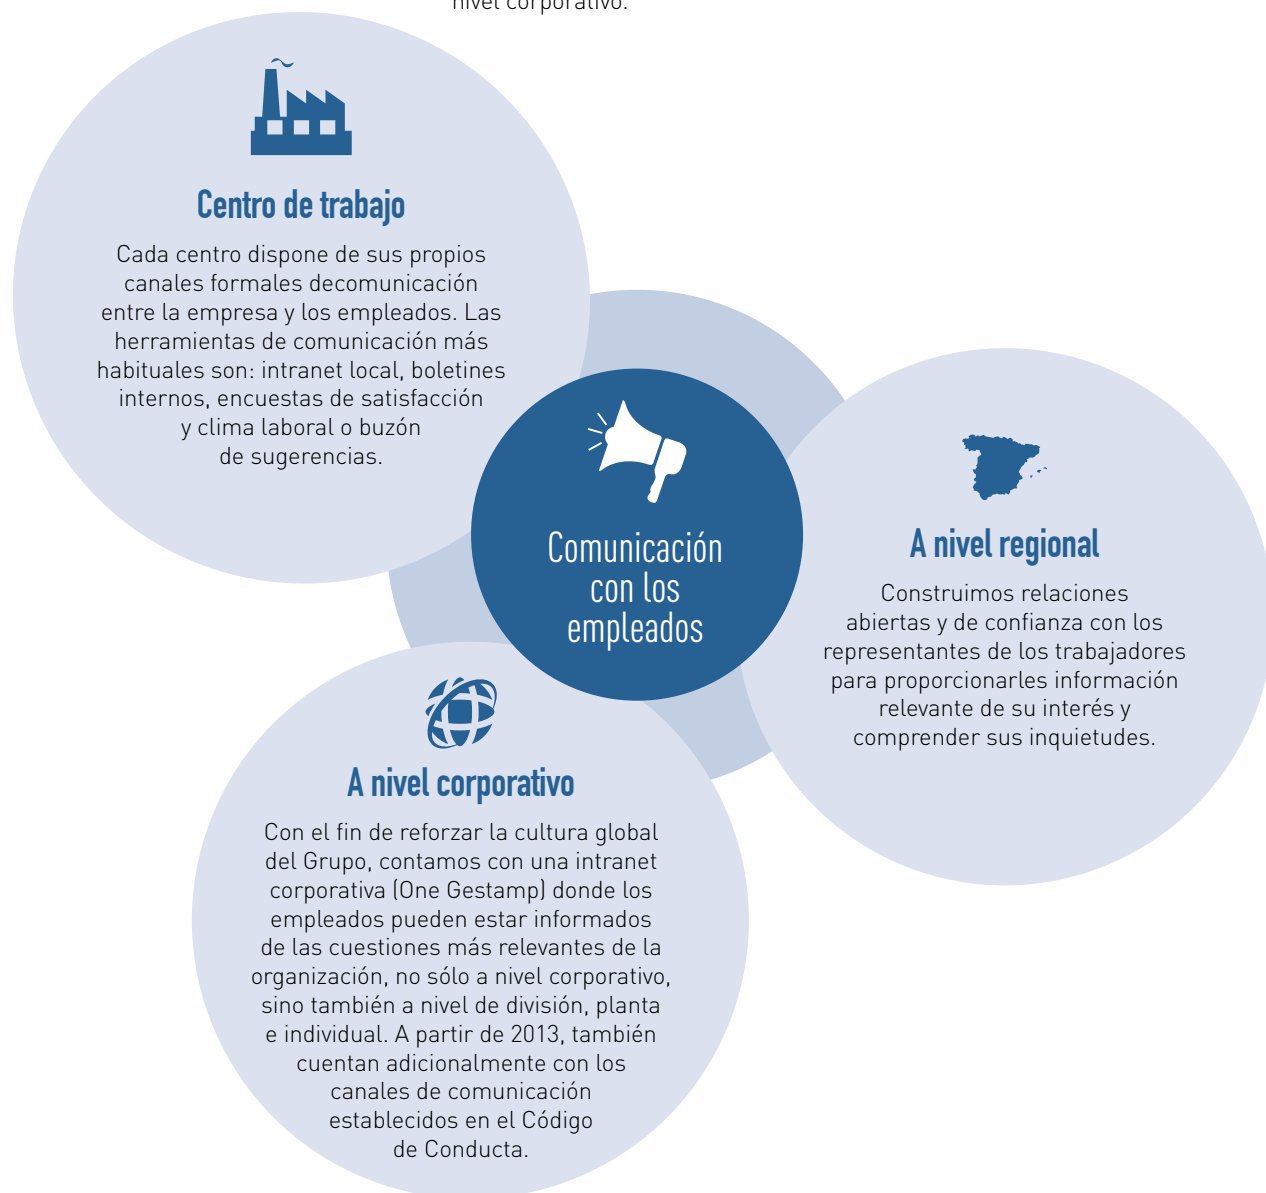 nivel corporativo.
Centro de trabajo
Cada centro dispone de sus propios
canales formales decomunicación
entre la empresa y los empleados. Las
herramientas de comunicación más
habituales son: intranet local, boletines
internos, encuestas de satisfacción
y clima laboral o buzón
de sugerencias.
Comunicación
con los
empleados
A nivel regional
Construimos relaciones
abiertas y de confianza con los
representantes de los trabajadores
para proporcionarles información
relevante de su interés y
comprender sus inquietudes.
A nivel corporativo
Con el fin de reforzar la cultura global
del Grupo, contamos con una intranet
corporativa (One Gestamp) donde los
empleados pueden estar informados
de las cuestiones más relevantes de la
organización, no sólo a nivel corporativo,
sino también a nivel de división, planta
e individual. A partir de 2013, también
cuentan adicionalmente con los
canales de comunicación
establecidos en el Código
de Conducta.